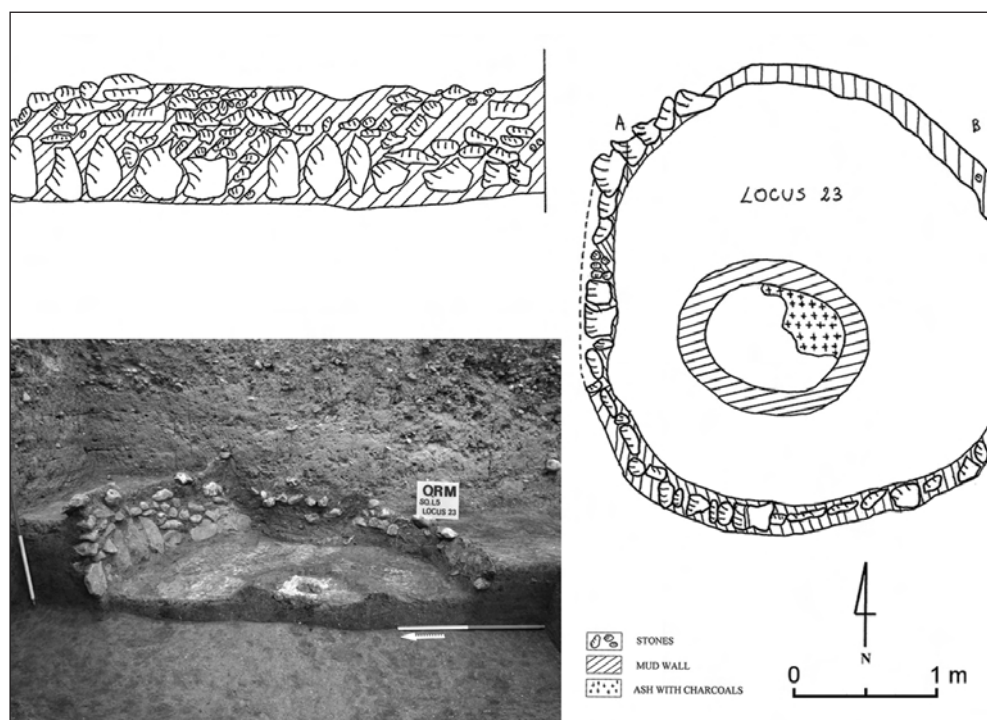 QRM
SQ.L5
LOCUS 23
A
B
LOCUS 23
STONES
MUD WALL
ASH WITH CHARCOALS
N
0 1 m